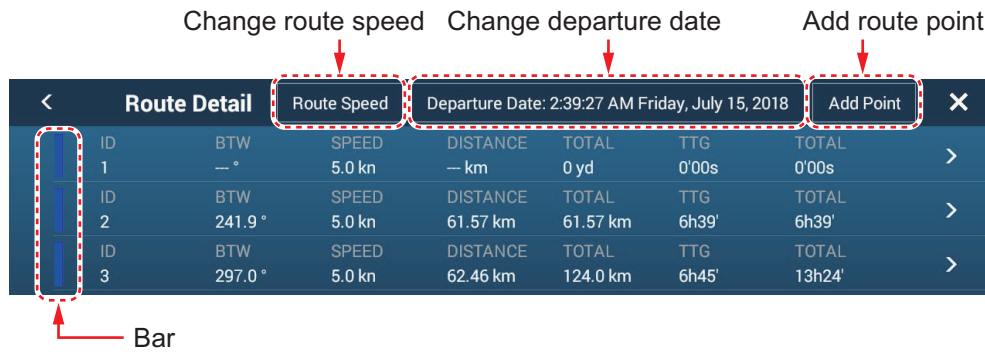 Change route speed Change departure date Add route point
< Route Detail Route Speed Departure Date: 2:39:27 AM Friday, July 15, 2018 Add Point ×
ID BTW SPEED DISTANCE TOTAL TTG TOTAL
1 --- ° 5.0 kn --- km 0 yd 0'00s 0'00s
ID BTW SPEED DISTANCE TOTAL TTG TOTAL
2 241.9 ° 5.0 kn 61.57 km 61.57 km 6h39' 6h39'
ID BTW SPEED DISTANCE TOTAL TTG TOTAL
3 297.0 ° 5.0 kn 62.46 km 124.0 km 6h45' 13h24'
Bar